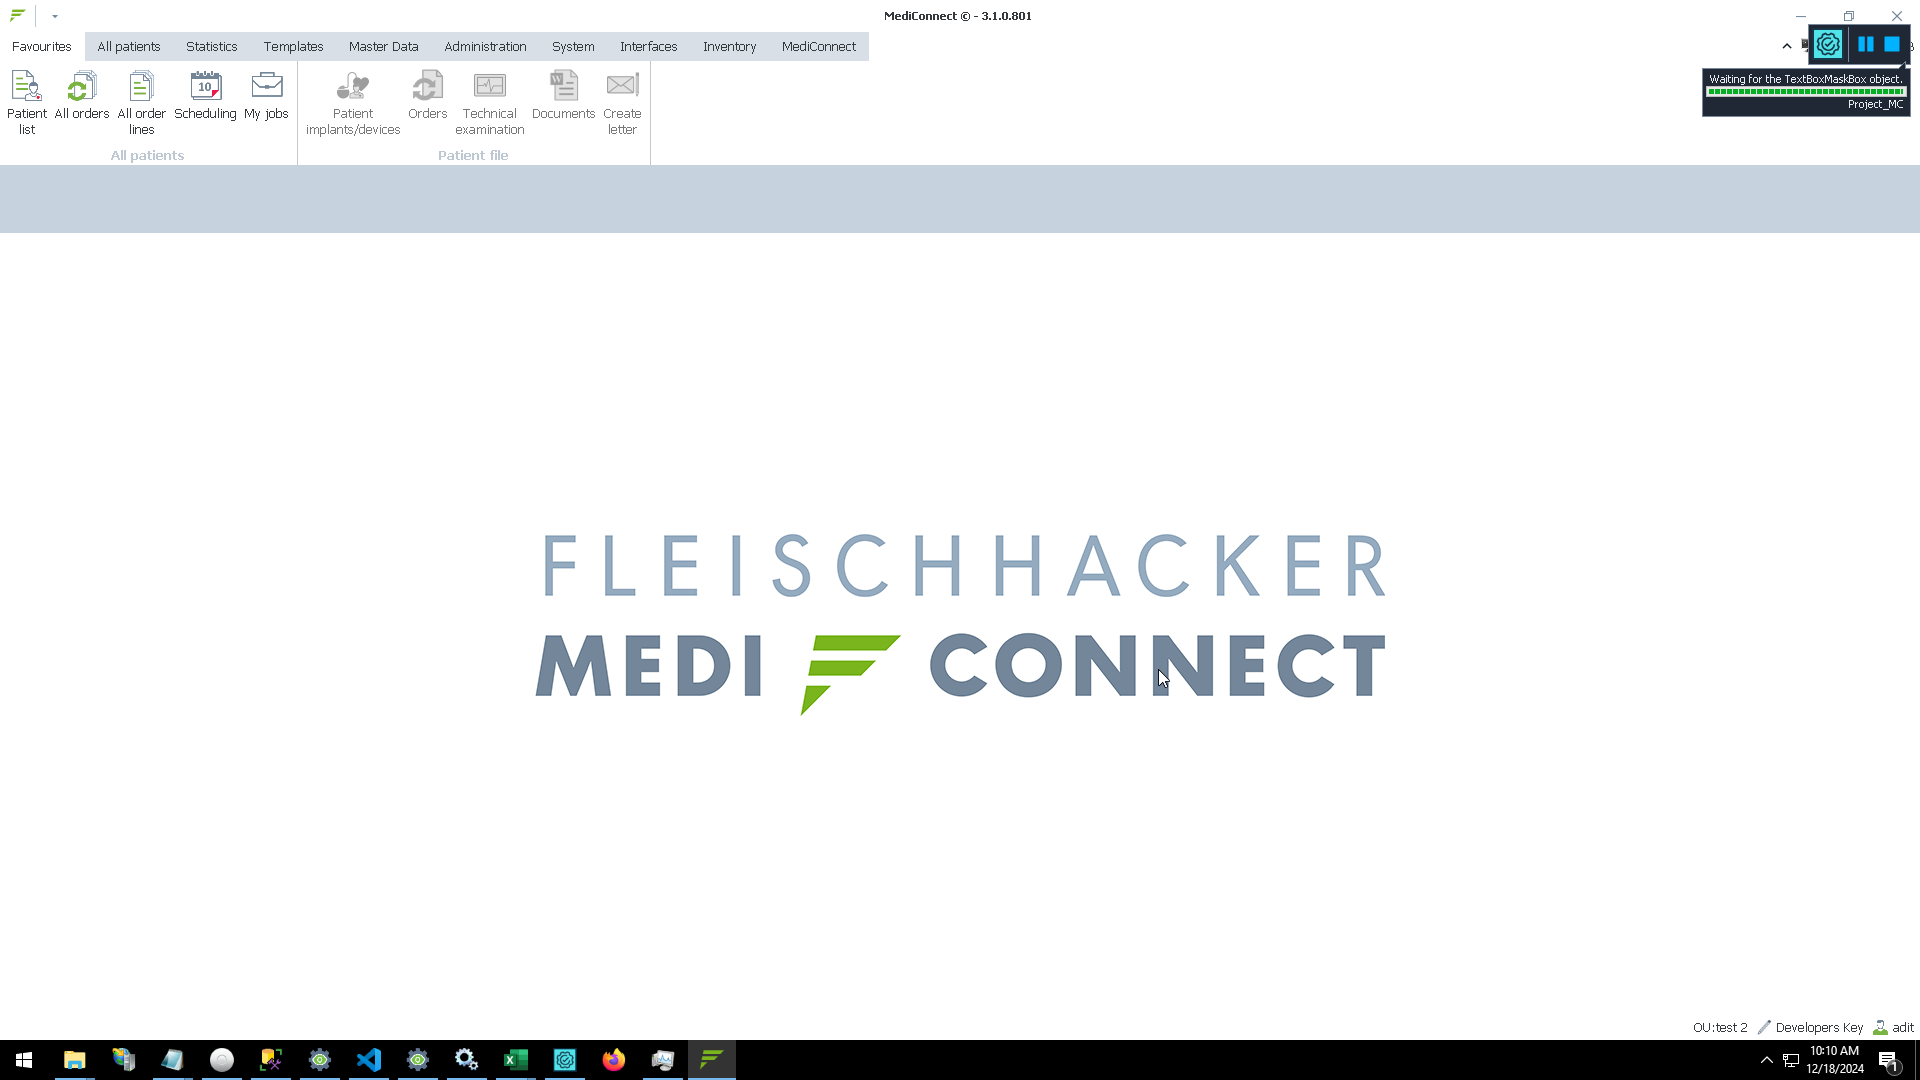 MediConnect © - 3.1.0.801
Favourites
All patients
Statistics
Templates
Master Data
Administration
System
Interfaces
Inventory
MediConnect
Waiting for the TextBoxMaskBox object.
Project_MC
Patient list
All orders
All order lines
Scheduling
10
My jobs
Patient implants/devices
Orders
Technical examination
Documents
Create letter
All patients
Patient file
FLEISCHHACKER
MEDI CONNECT
OU:test 2
Developers Key
adit
10:10 AM
12/18/2024
1